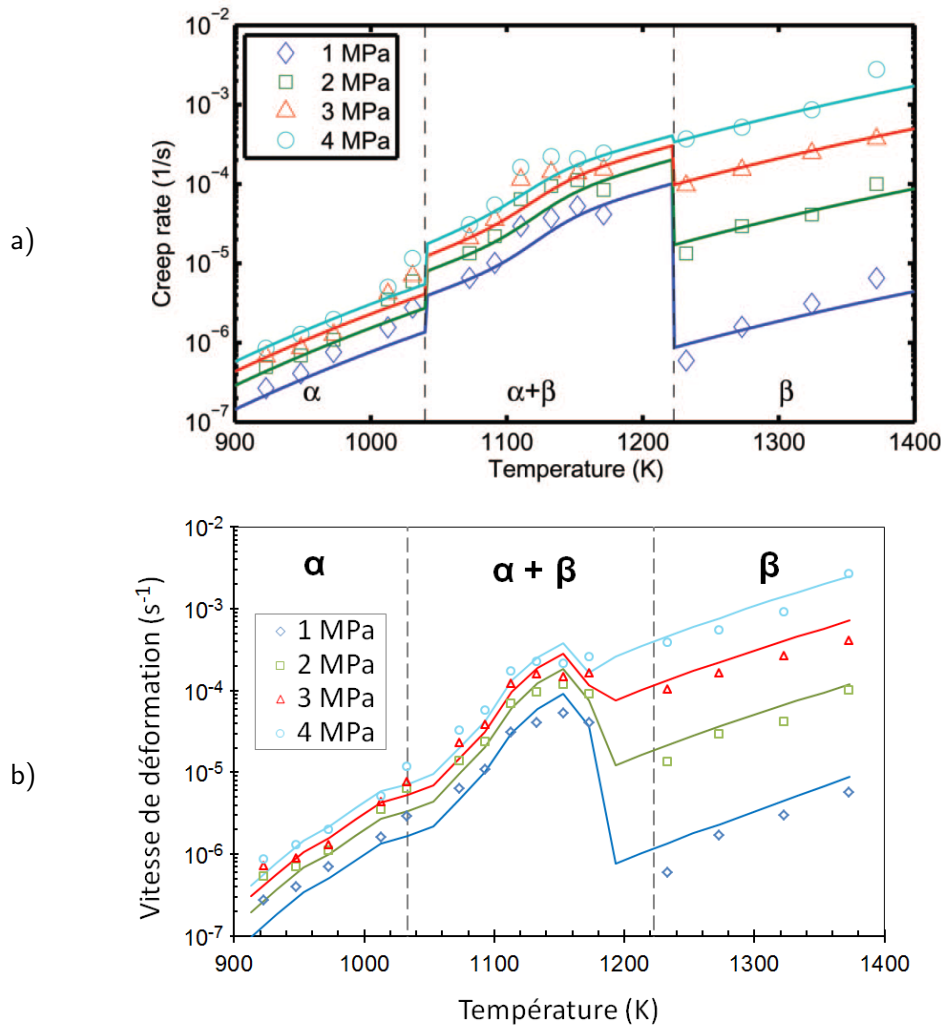 a)
10^-2
10^-3
10^-4
10^-5
10^-6
10^-7
Creep rate (1/s)
1 MPa
2 MPa
3 MPa
4 MPa
α
α+β
β
900
1000
1100
1200
1300
1400
Temperature (K)
b)
10^-2
10^-3
10^-4
10^-5
10^-6
10^-7
Vitesse de déformation (s^-1)
α
α + β
β
1 MPa
2 MPa
3 MPa
4 MPa
900
1000
1100
1200
1300
1400
Température (K)